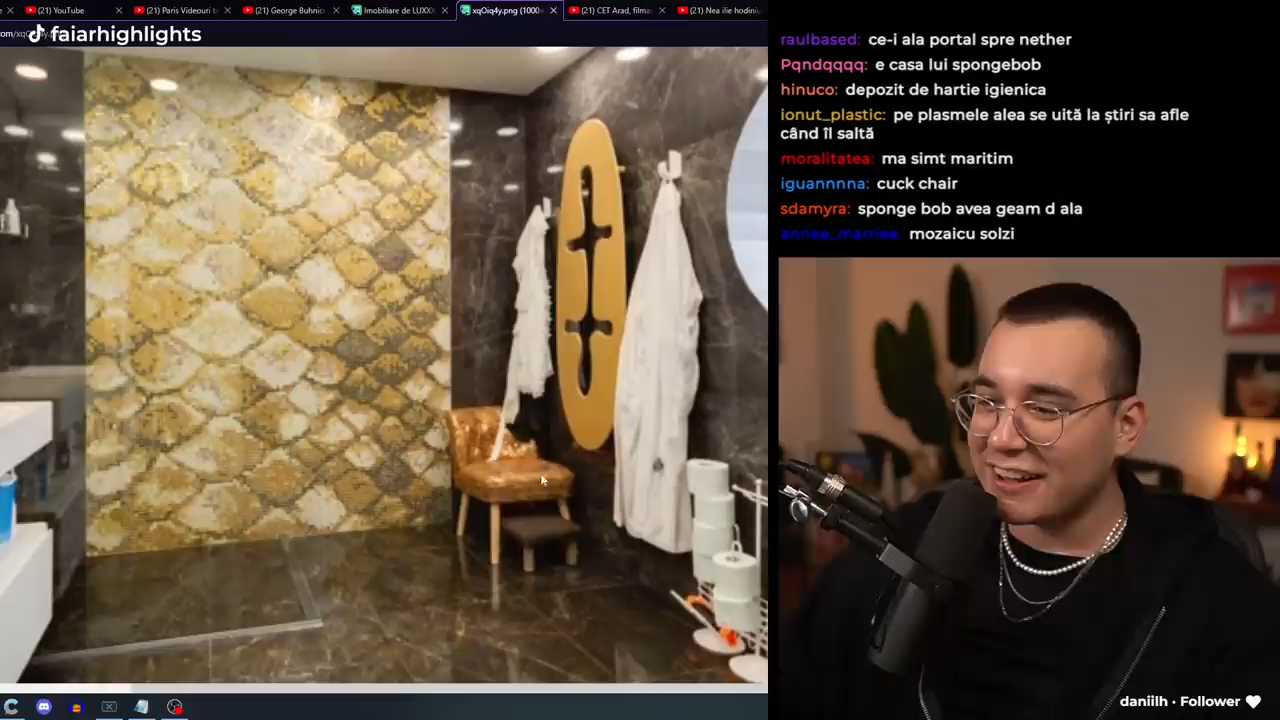 (21) YouTube
(21) Paris Videouri t
(21) George Buhnici
Imobiliare de LUXXX
xqOiq4y.png (1000×
(21) CET Arad, filma
(21) Nea ilie hodiniu
faiarhighlights
raulbased: ce-i ala portal spre nether
Pqndqqqq: e casa lui spongebob
hinuco: depozit de hartie igienica
ionut_plastic: pe plasmele alea se uită la știri sa afle
când îl saltă
moralitatea: ma simt maritim
iguannnna: cuck chair
sdamyra: sponge bob avea geam d ala
annee_marriee: mozaicu solzi
daniilh · Follower